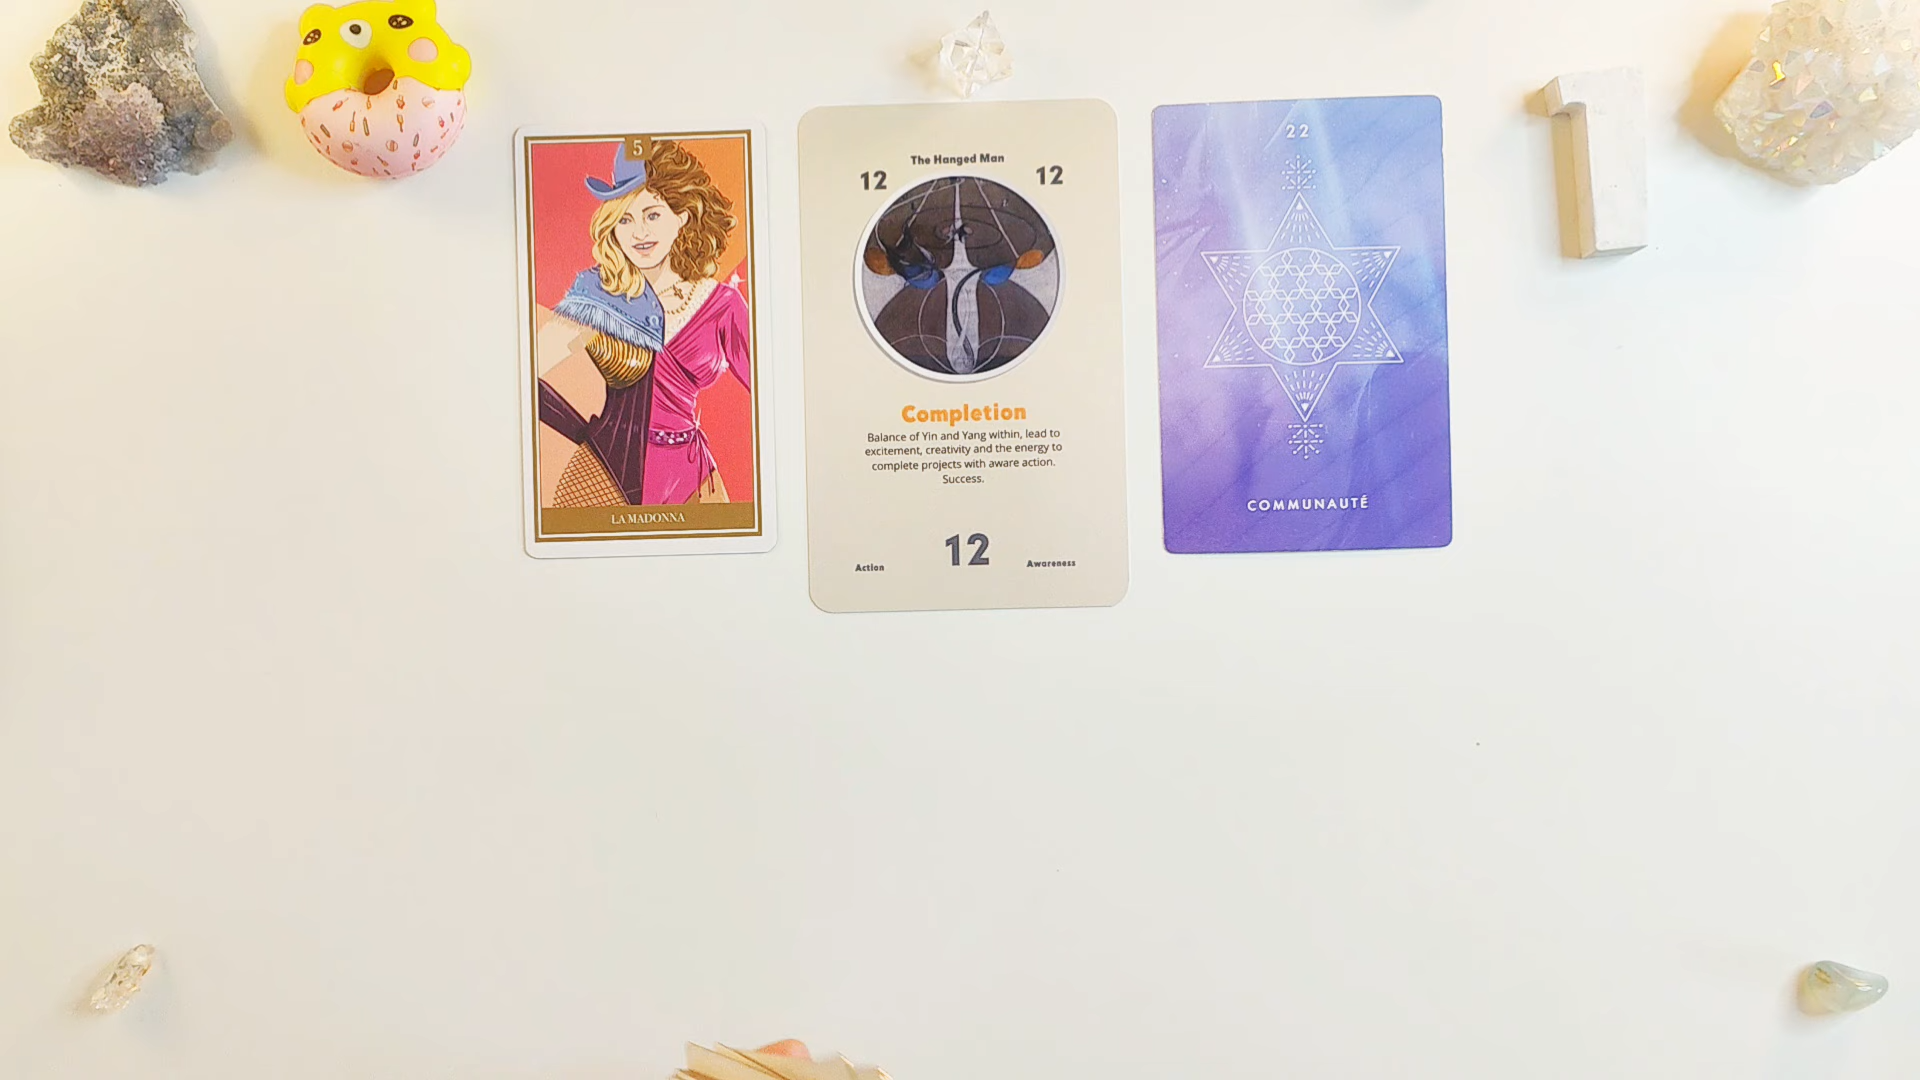 5
LA MADONNA
The Hanged Man
12
12
Completion
Balance of Yin and Yang within, lead to
excitement, creativity and the energy to
complete projects with aware action.
Success.
Action
12
Awareness
22
COMMUNAUTÉ
1